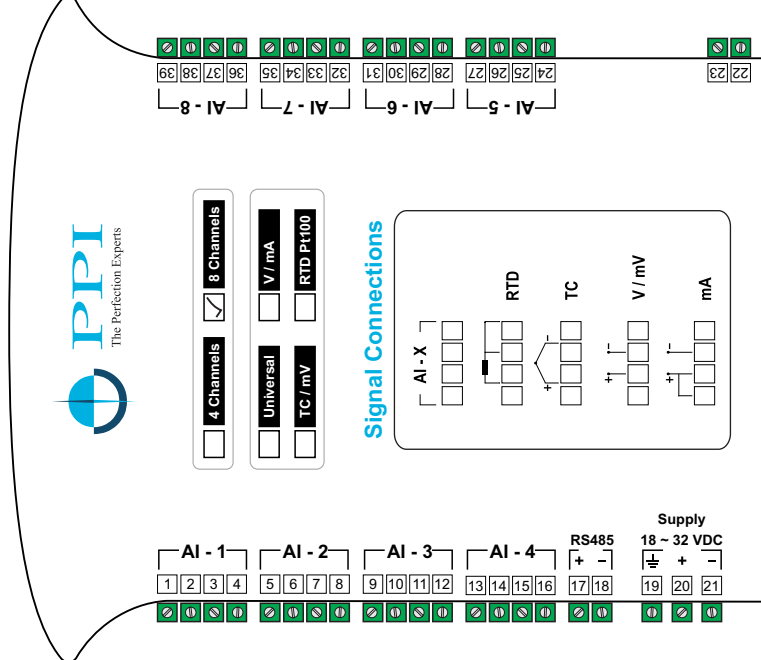 39 38 37 36 35 34 33 32 31 30 29 28 27 26 25 24 23 22
AI - 8 AI - 7 AI - 6 AI - 5
PPI
The Perfection Experts
4 Channels 8 Channels
Universal V / mA
TC / mV RTD Pt100
Signal Connections
AI - X
RTD
+ −
TC
+ −
V / mV
+ −
mA
Supply
RS485 18 ~ 32 VDC
AI - 1 AI - 2 AI - 3 AI - 4 + − + −
1 2 3 4 5 6 7 8 9 10 11 12 13 14 15 16 17 18 19 20 21